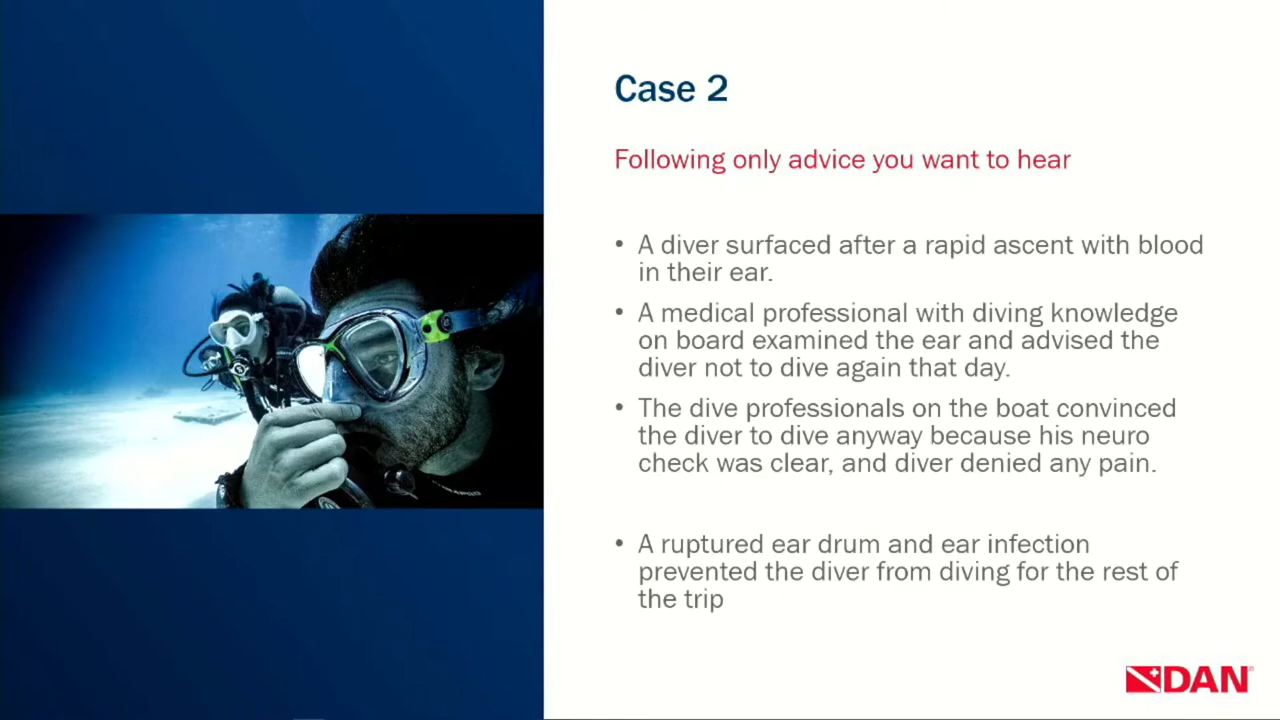 Case 2
Following only advice you want to hear
• A diver surfaced after a rapid ascent with blood
in their ear.
• A medical professional with diving knowledge
on board examined the ear and advised the
diver not to dive again that day.
• The dive professionals on the boat convinced
the diver to dive anyway because his neuro
check was clear, and diver denied any pain.
• A ruptured ear drum and ear infection
prevented the diver from diving for the rest of
the trip
DAN